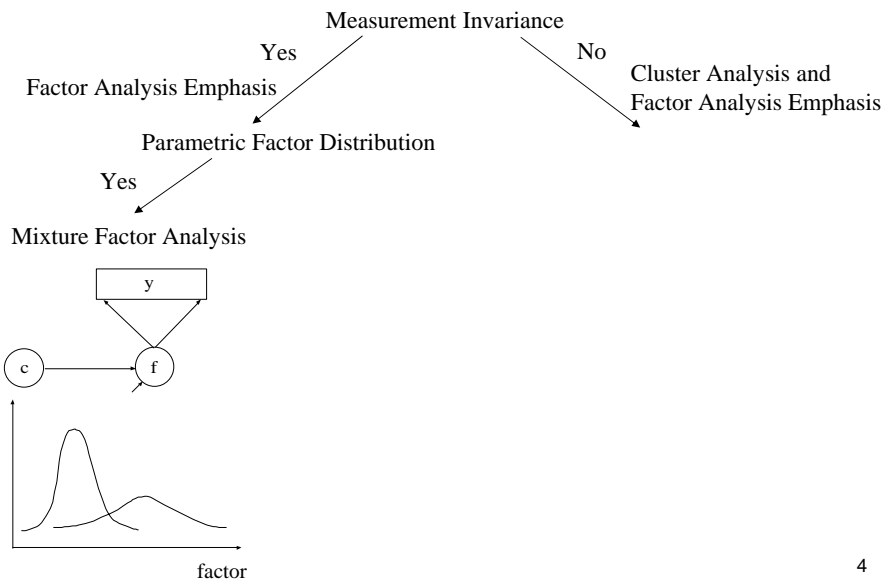 Measurement Invariance
Yes
No
Factor Analysis Emphasis
Cluster Analysis and
Factor Analysis Emphasis
Parametric Factor Distribution
Yes
Mixture Factor Analysis
y
c
f
factor
4